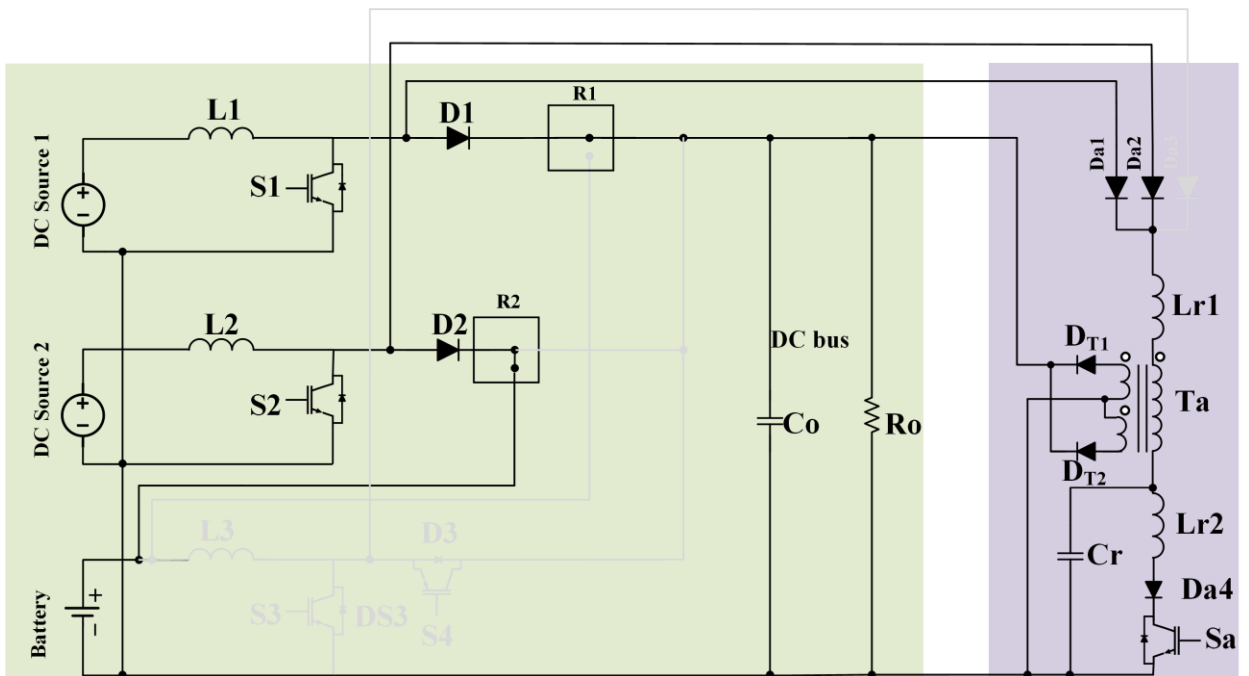 L1
D1
R1
DC Source 1
S1
Da1
Da2
Da3
Lr1
L2
D2
R2
DC bus
DT1
DC Source 2
S2
Co
Ro
Ta
DT2
L3
D3
Lr2
Cr
Battery
+
−
S3
DS3
S4
Da4
Sa